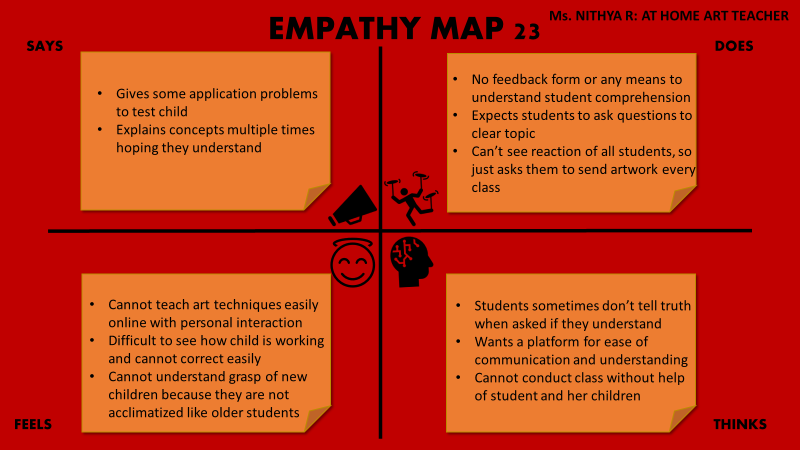 EMPATHY MAP 23
Ms. NITHYA R: AT HOME ART TEACHER
SAYS
• Gives some application problems
to test child
• Explains concepts multiple times
hoping they understand
DOES
• No feedback form or any means to
understand student comprehension
• Expects students to ask questions to
clear topic
• Can’t see reaction of all students, so
just asks them to send artwork every
class
• Cannot teach art techniques easily
online with personal interaction
• Difficult to see how child is working
and cannot correct easily
• Cannot understand grasp of new
children because they are not
acclimatized like older students
FEELS
• Students sometimes don’t tell truth
when asked if they understand
• Wants a platform for ease of
communication and understanding
• Cannot conduct class without help
of student and her children
THINKS